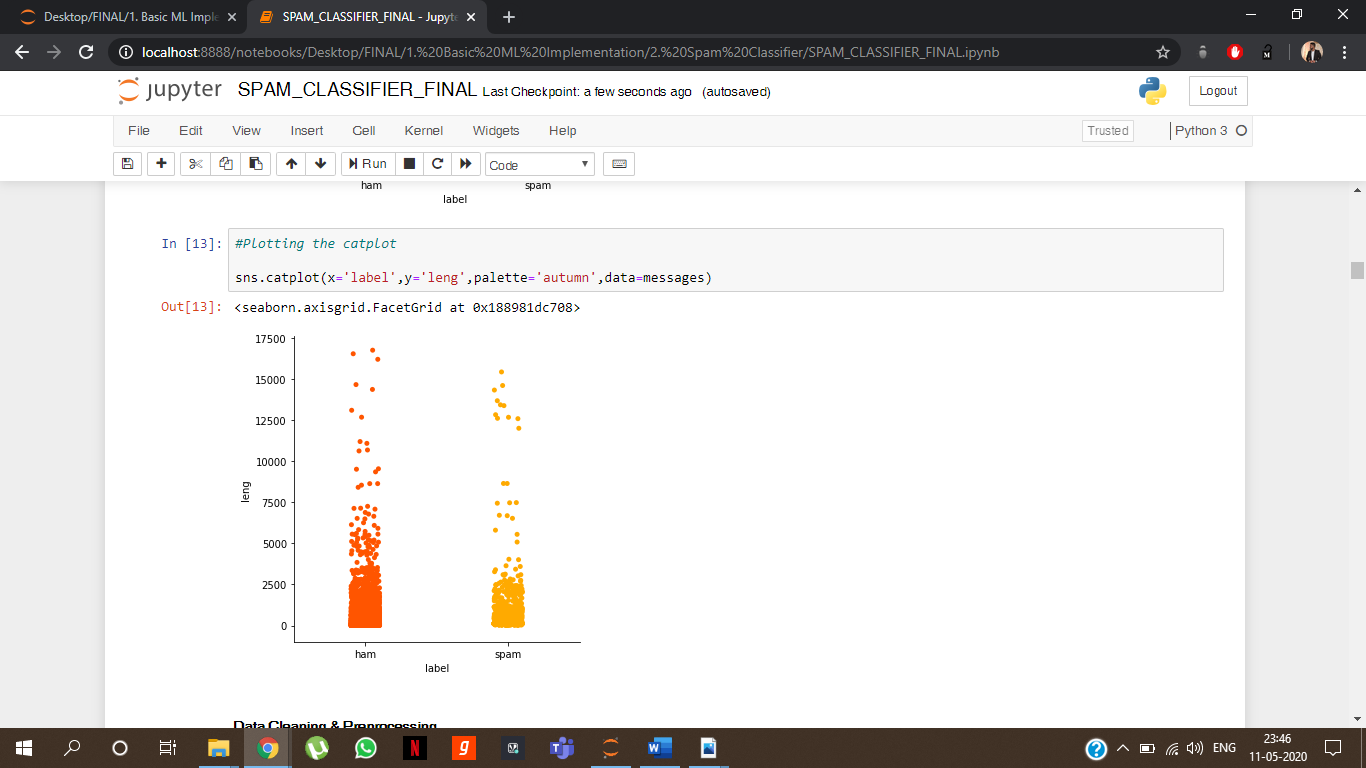 Desktop/FINAL/1. Basic ML Imple
SPAM_CLASSIFIER_FINAL - Jupyte
localhost:8888/notebooks/Desktop/FINAL/1.%20Basic%20ML%20Implementation/2.%20Spam%20Classifier/SPAM_CLASSIFIER_FINAL.ipynb
jupyter SPAM_CLASSIFIER_FINAL Last Checkpoint: a few seconds ago (autosaved)
Logout
File Edit View Insert Cell Kernel Widgets Help
Trusted
Python 3
Run
Code
ham spam
label
In [13]: #Plotting the catplot
sns.catplot(x='label',y='leng',palette='autumn',data=messages)
Out[13]: <seaborn.axisgrid.FacetGrid at 0x188981dc708>
17500
15000
12500
10000
7500
5000
2500
0
leng
ham spam
label
Data Cleaning & Preprocessing
ENG
23:46
11-05-2020